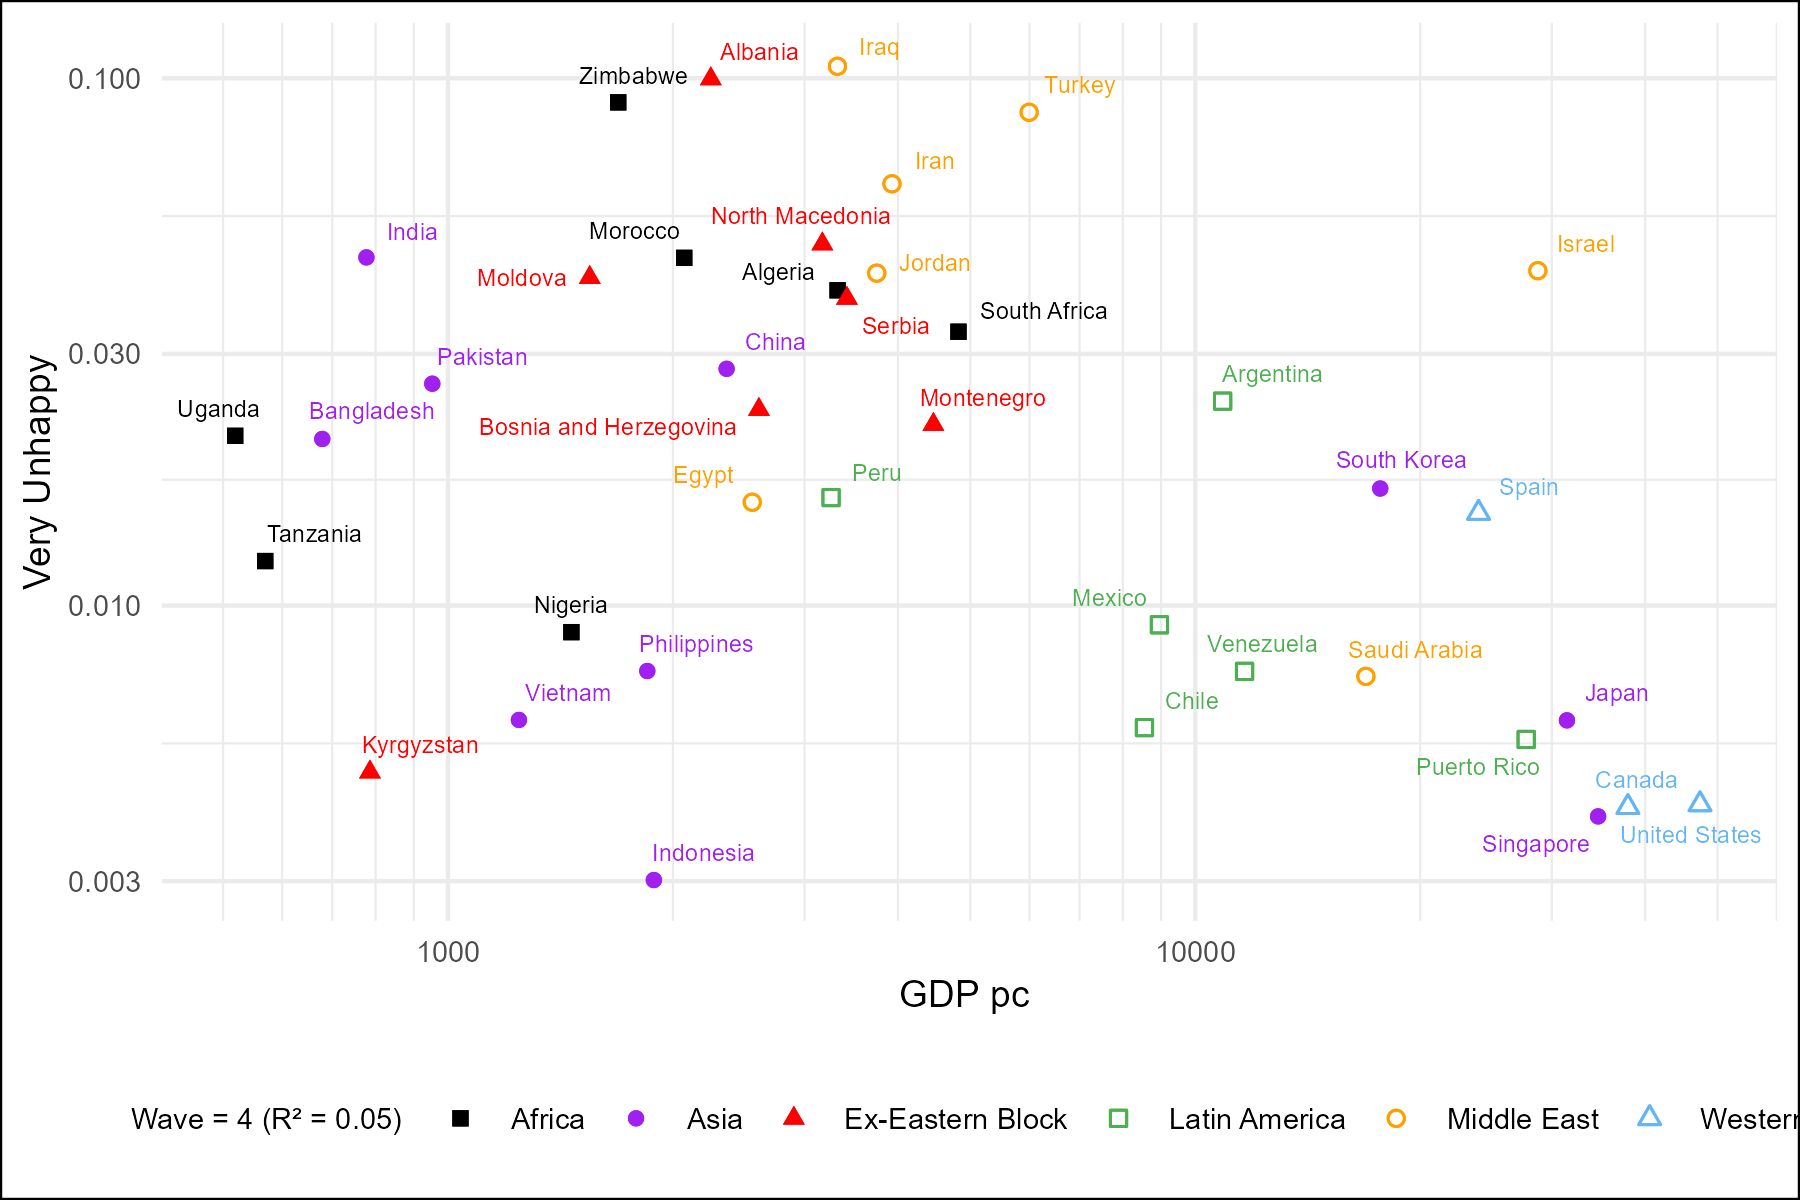 Albania
Iraq
Zimbabwe
0.100
Turkey
Iran
North Macedonia
Morocco
India
Israel
Jordan
Algeria
Moldova
South Africa
Serbia
China
0.030
Pakistan
Argentina
Montenegro
Uganda
Bangladesh
Bosnia and Herzegovina
South Korea
Peru
Egypt
Spain
Very Unhappy
Tanzania
Mexico
0.010
Nigeria
Philippines
Venezuela
Saudi Arabia
Vietnam
Japan
Chile
Kyrgyzstan
Puerto Rico
Canada
United States
Singapore
Indonesia
0.003
1000
10000
GDP pc
Wave = 4 (R² = 0.05) Africa Asia Ex-Eastern Block Latin America Middle East Western